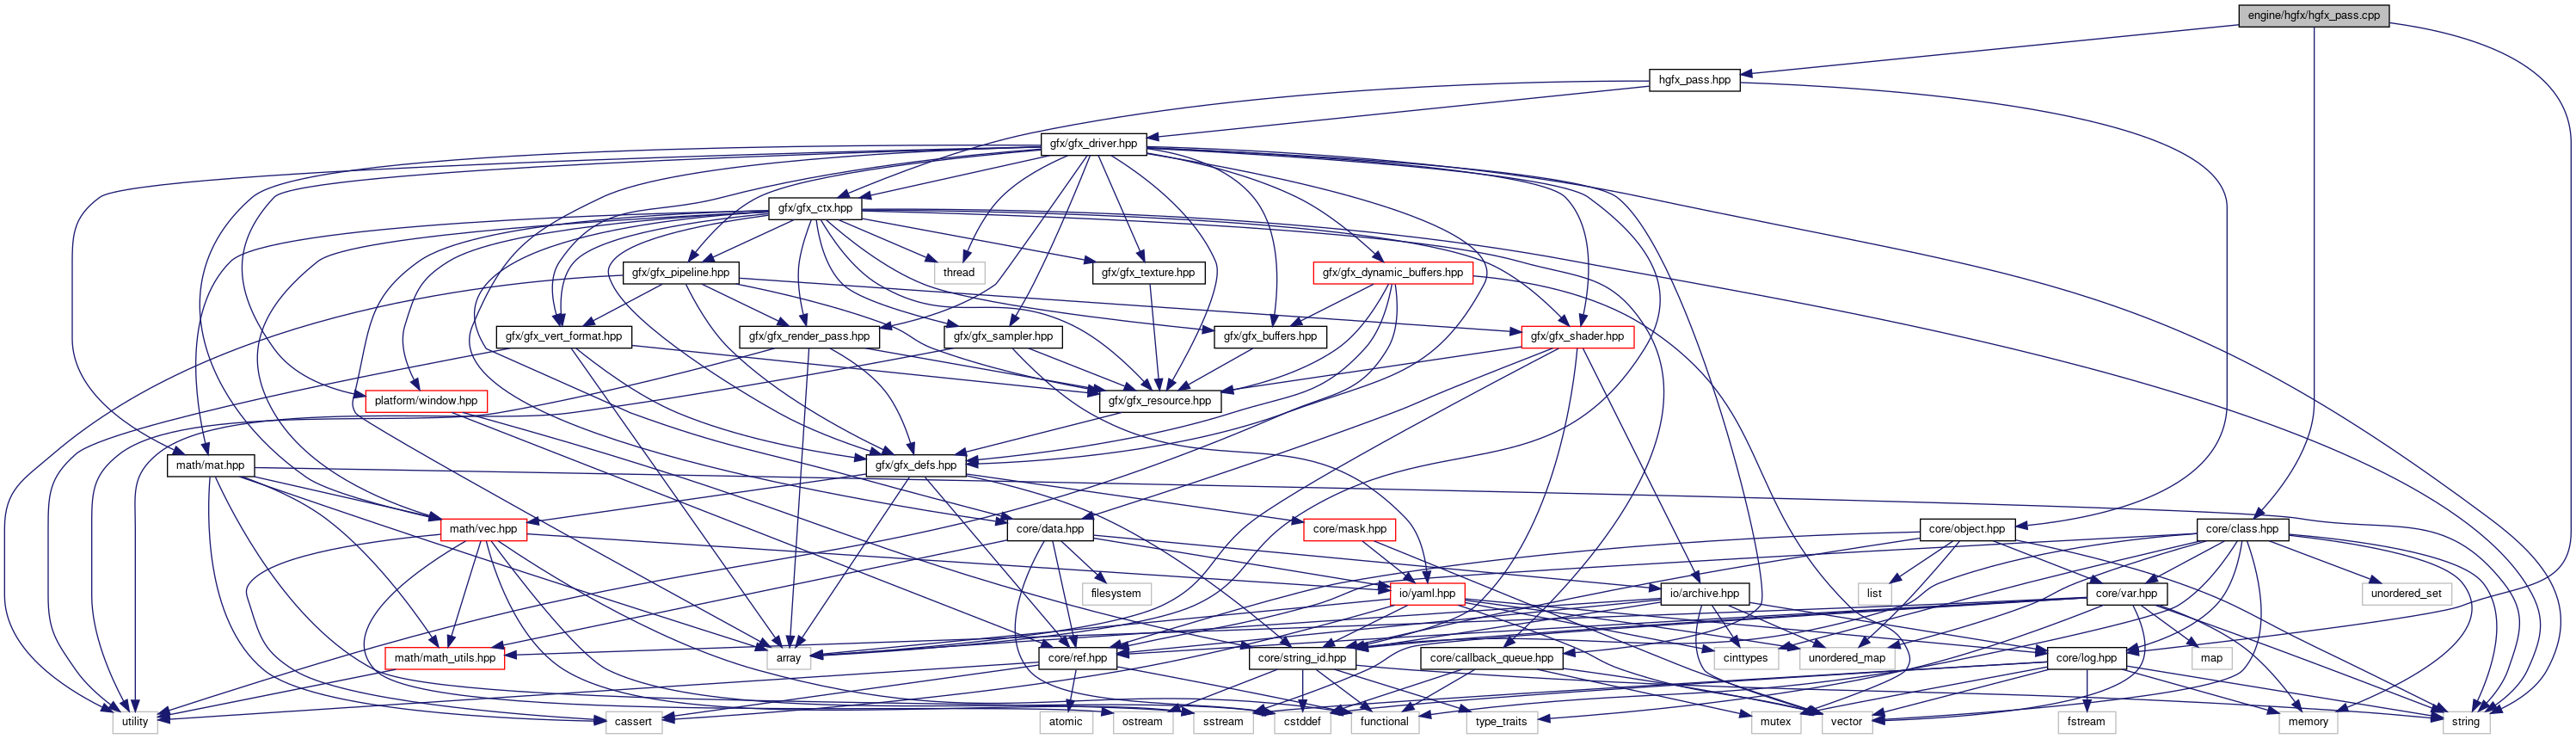 engine/hgfx/hgfx_pass.cpp
hgfx_pass.hpp
gfx/gfx_driver.hpp
gfx/gfx_ctx.hpp
gfx/gfx_pipeline.hpp
thread
gfx/gfx_texture.hpp
gfx/gfx_dynamic_buffers.hpp
gfx/gfx_vert_format.hpp
gfx/gfx_render_pass.hpp
gfx/gfx_sampler.hpp
gfx/gfx_buffers.hpp
gfx/gfx_shader.hpp
platform/window.hpp
gfx/gfx_resource.hpp
math/mat.hpp
gfx/gfx_defs.hpp
math/vec.hpp
core/data.hpp
core/mask.hpp
core/object.hpp
core/class.hpp
filesystem
io/yaml.hpp
io/archive.hpp
list
core/var.hpp
unordered_set
math/math_utils.hpp
array
core/ref.hpp
core/string_id.hpp
core/callback_queue.hpp
cinttypes
unordered_map
core/log.hpp
map
utility
cassert
atomic
ostream
sstream
cstddef
functional
type_traits
mutex
vector
fstream
memory
string